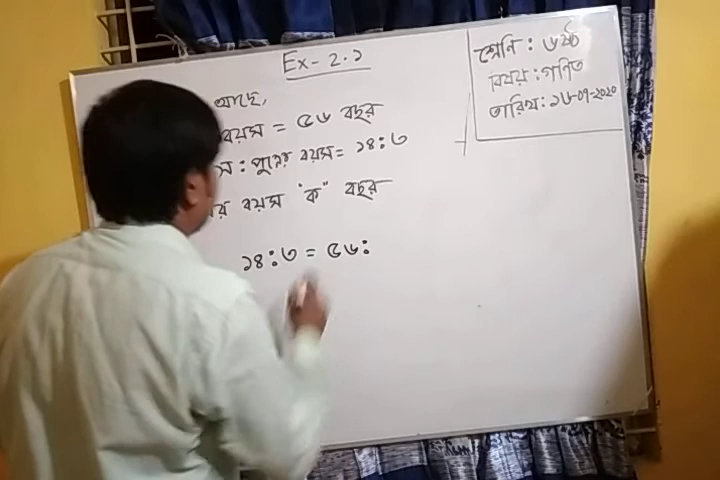 Ex - 2.১
শ্রেণি : ৬ষ্ঠ
বিষয় : গণিত
তারিখ : ১৮-০৭-২০২০
আছে,
বয়স = ৫৬ বছর
স : পুত্রের বয়স = ১৪ : ৩
র বয়স "ক" বছর
১৪ : ৩ = ৫৬ :